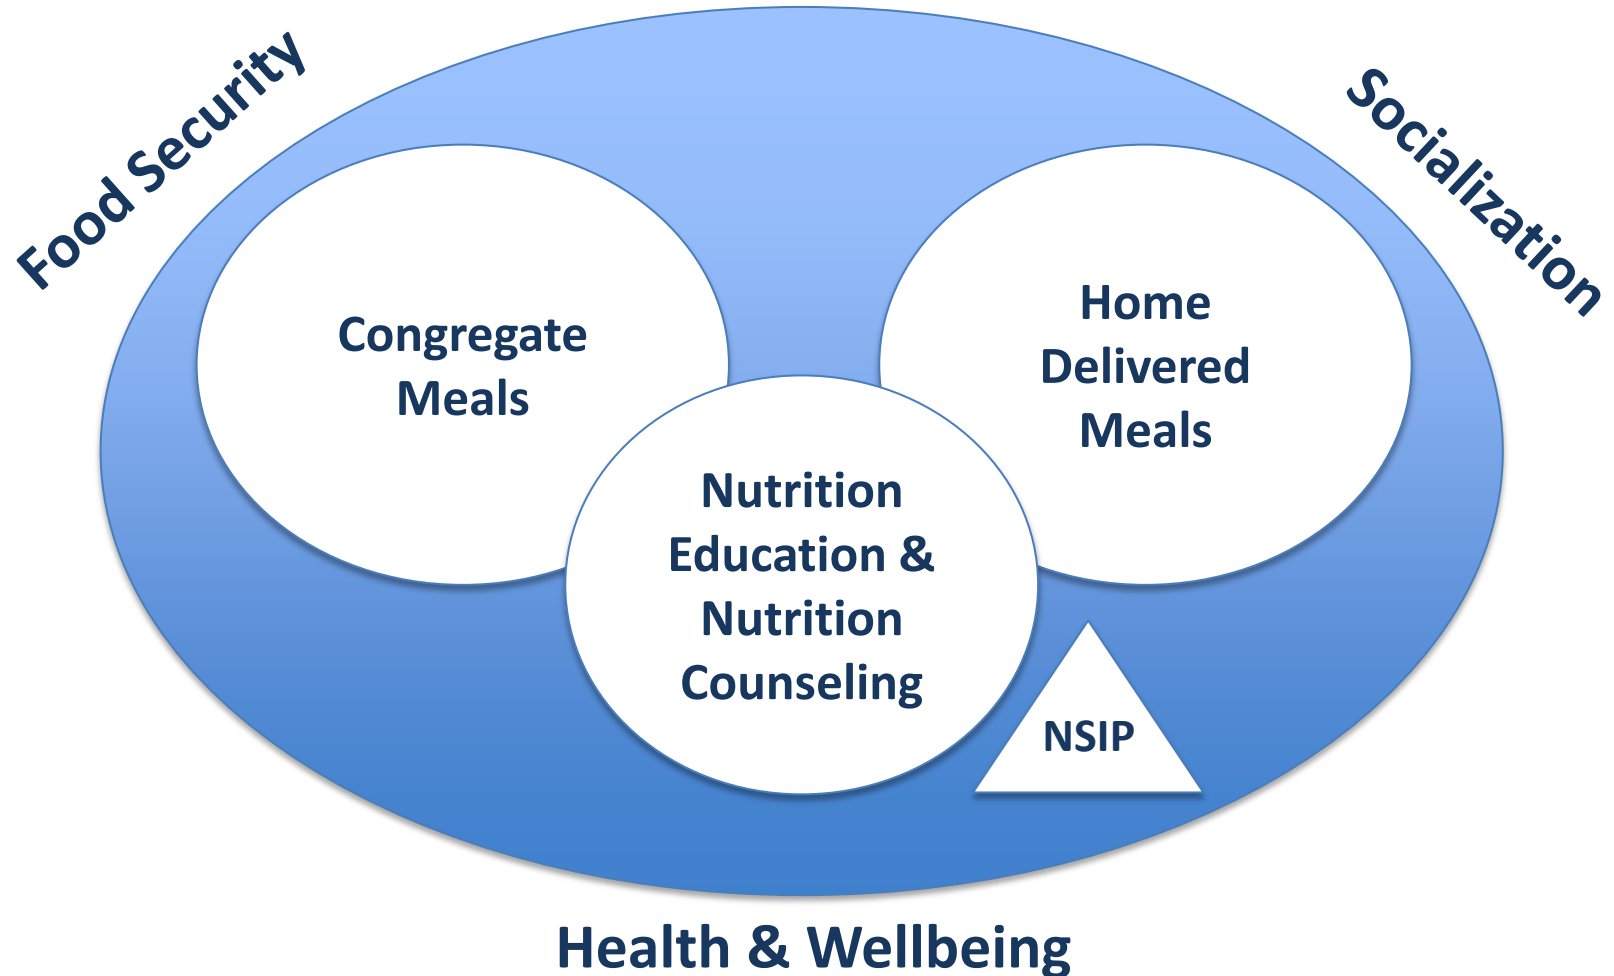 Food Security
Socialization
Congregate
Meals
Home
Delivered
Meals
Nutrition
Education &
Nutrition
Counseling
NSIP
Health & Wellbeing